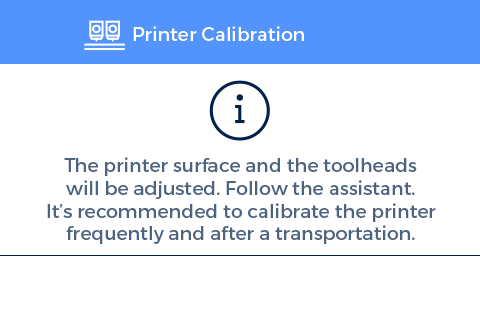 Printer Calibration
The printer surface and the toolheads
will be adjusted. Follow the assistant.
It's recommended to calibrate the printer
frequently and after a transportation.